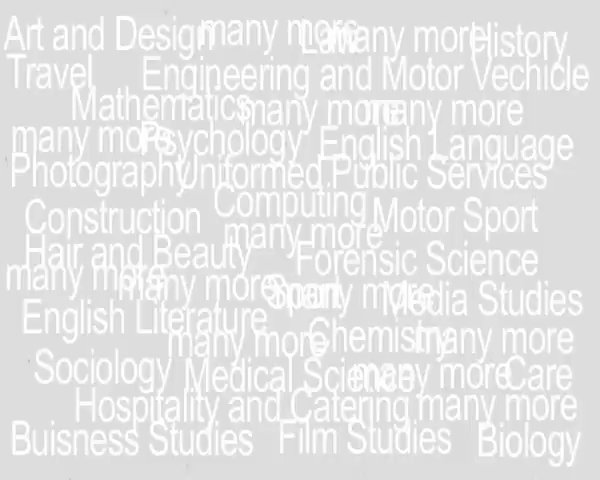 Art and Design many more Law many more History
Travel Engineering and Motor Vechicle
Mathematics many more many more
many more Psychology English Language
Photography Uniformed Public Services
Construction Computing Motor Sport
many more
Hair and Beauty Forensic Science
many more many more Sport many more Media Studies
English Literature
many more Chemistry many more
Sociology Medical Science many more Care
Hospitality and Catering many more
Buisness Studies Film Studies Biology